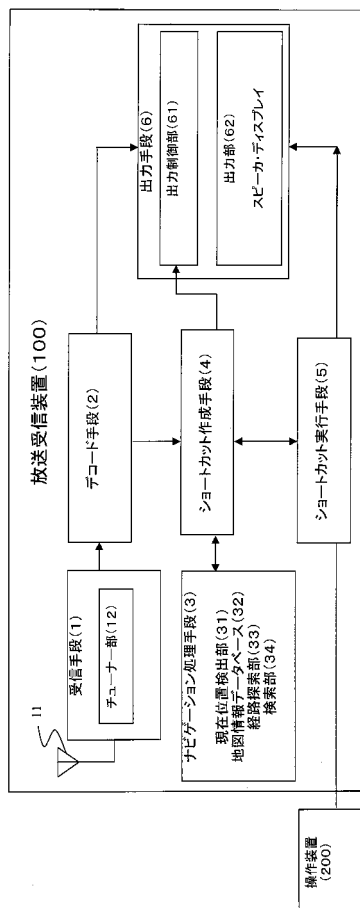 放送受信装置(100)
11
受信手段(1)
チューナー部(12)
デコード手段(2)
ナビゲーション処理手段(3)
現在位置検出部(31)
地図情報データベース(32)
経路探索部(33)
検索部(34)
ショートカット作成手段(4)
ショートカット実行手段(5)
出力手段(6)
出力制御部(61)
出力部(62)
スピーカ・ディスプレイ
操作装置
(200)